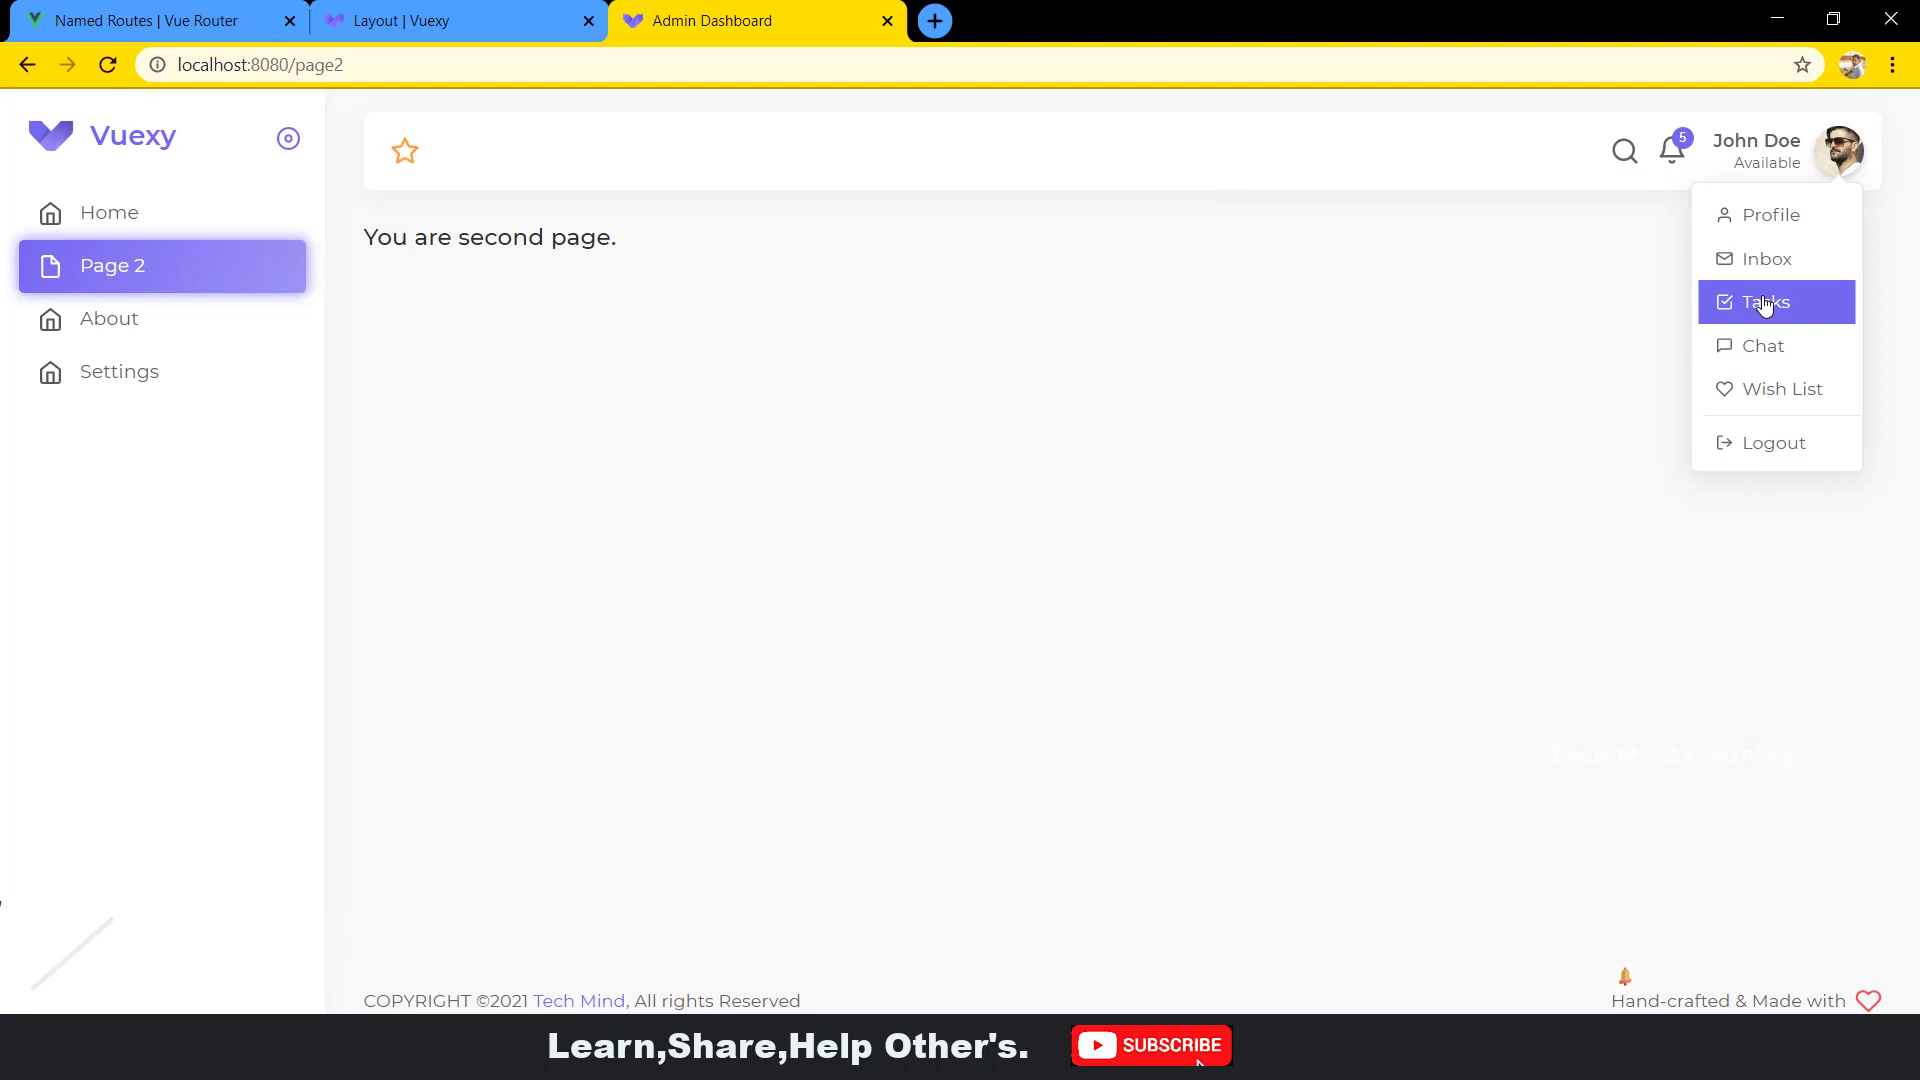 Named Routes | Vue Router
Layout | Vuexy
Admin Dashboard
localhost:8080/page2
Vuexy
5
John Doe
Available
Home
Page 2
About
Settings
You are second page.
Profile
Inbox
Tasks
Chat
Wish List
Logout
COPYRIGHT ©2021 Tech Mind, All rights Reserved
Hand-crafted & Made with
Learn,Share,Help Other's.
SUBSCRIBE